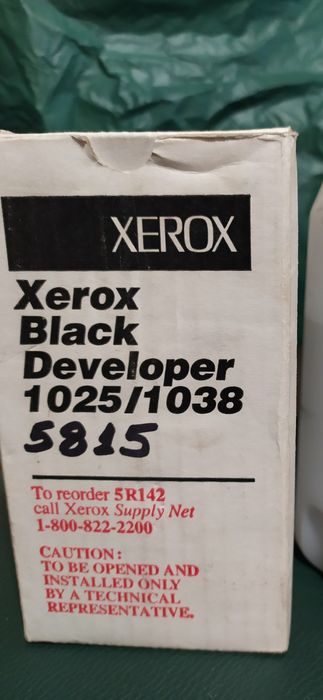 XEROX
Xerox
Black
Developer
1025/1038
5815
To reorder 5R142
call Xerox Supply Net
1-800-822-2200
CAUTION:
TO BE OPENED AND
INSTALLED ONLY
BY A TECHNICAL
REPRESENTATIVE.